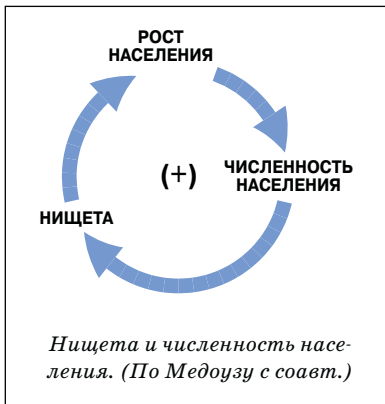 РОСТ
НАСЕЛЕНИЯ
(+)
ЧИСЛЕННОСТЬ
НАСЕЛЕНИЯ
НИЩЕТА
Нищета и численность насе-
ления. (По Медоузу с соавт.)